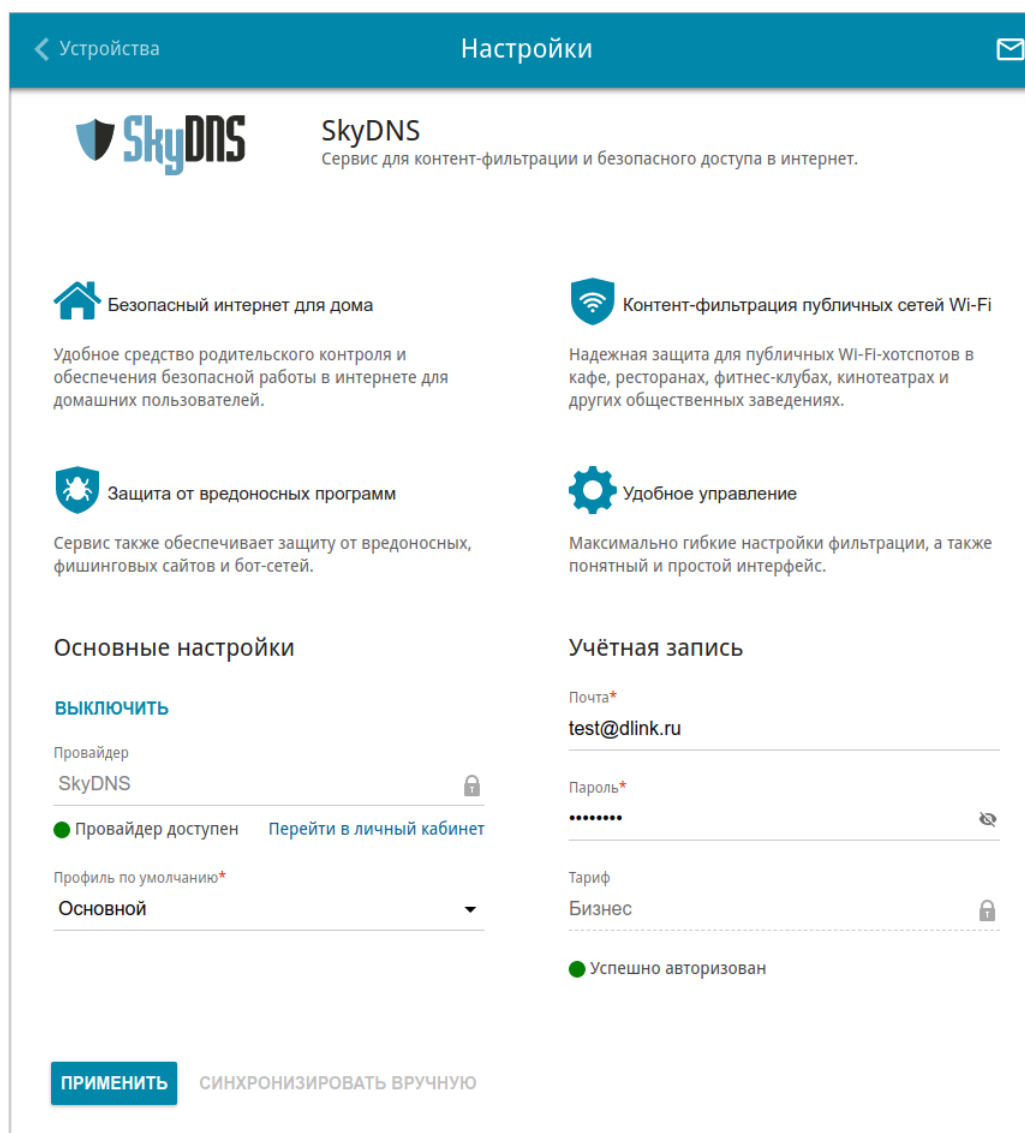 Устройства
Настройки
SkyDNS
SkyDNS
Сервис для контент-фильтрации и безопасного доступа в интернет.
Безопасный интернет для дома
Удобное средство родительского контроля и
обеспечения безопасной работы в интернете для
домашних пользователей.
Контент-фильтрация публичных сетей Wi-Fi
Надежная защита для публичных Wi-Fi-хотспотов в
кафе, ресторанах, фитнес-клубах, кинотеатрах и
других общественных заведениях.
Защита от вредоносных программ
Сервис также обеспечивает защиту от вредоносных,
фишинговых сайтов и бот-сетей.
Удобное управление
Максимально гибкие настройки фильтрации, а также
понятный и простой интерфейс.
Основные настройки
ВЫКЛЮЧИТЬ
Провайдер
SkyDNS
Провайдер доступен
Перейти в личный кабинет
Профиль по умолчанию*
Основной
Учётная запись
Почта*
test@dlink.ru
Пароль*
••••••••
Тариф
Бизнес
Успешно авторизован
ПРИМЕНИТЬ
СИНХРОНИЗИРОВАТЬ ВРУЧНУЮ